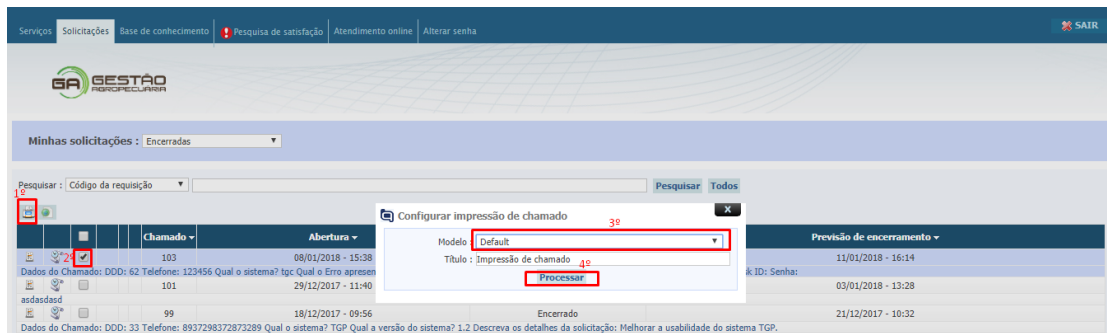 Serviços Solicitações Base de conhecimento Pesquisa de satisfação Atendimento online Alterar senha SAIR
GA GESTÃO
AGROPECUÁRIA
Minhas solicitações : Encerradas
Pesquisar : Código da requisição Pesquisar Todos
1º
Configurar impressão de chamado X
3º
Modelo : Default
Título : Impressão de chamado
4º
Processar
Chamado Abertura Previsão de encerramento
2º 103 08/01/2018 - 15:38 11/01/2018 - 16:14
Dados do Chamado: DDD: 62 Telefone: 123456 Qual o sistema? tgc Qual o Erro apresen sk ID: Senha:
101 29/12/2017 - 11:40 03/01/2018 - 13:28
asdasdasd
99 18/12/2017 - 09:56 Encerrado 21/12/2017 - 10:32
Dados do Chamado: DDD: 33 Telefone: 8937298372873289 Qual o sistema? TGP Qual a versão do sistema? 1.2 Descreva os detalhes da solicitação: Melhorar a usabilidade do sistema TGP.